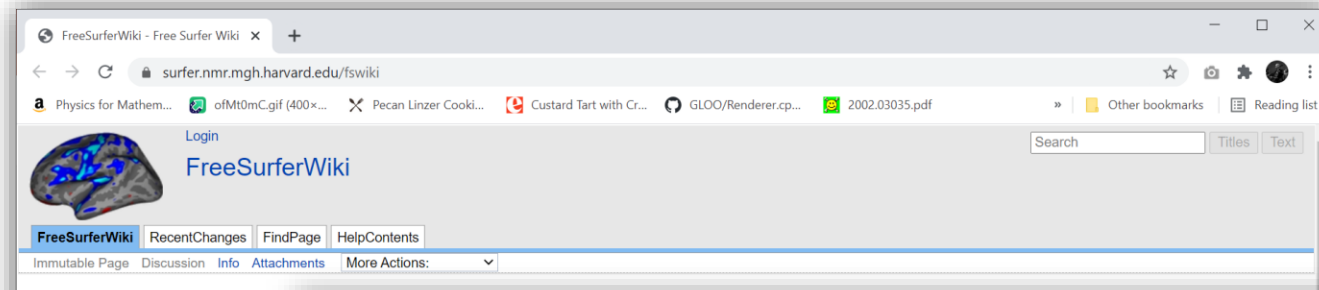 FreeSurferWiki - Free Surfer Wiki
surfer.nmr.mgh.harvard.edu/fswiki
Physics for Mathem... ofMt0mC.gif (400×... Pecan Linzer Cooki... Custard Tart with Cr... GLOO/Renderer.cp... 2002.03035.pdf » Other bookmarks Reading list
Login
Search Titles Text
FreeSurferWiki
FreeSurferWiki RecentChanges FindPage HelpContents
Immutable Page Discussion Info Attachments More Actions: